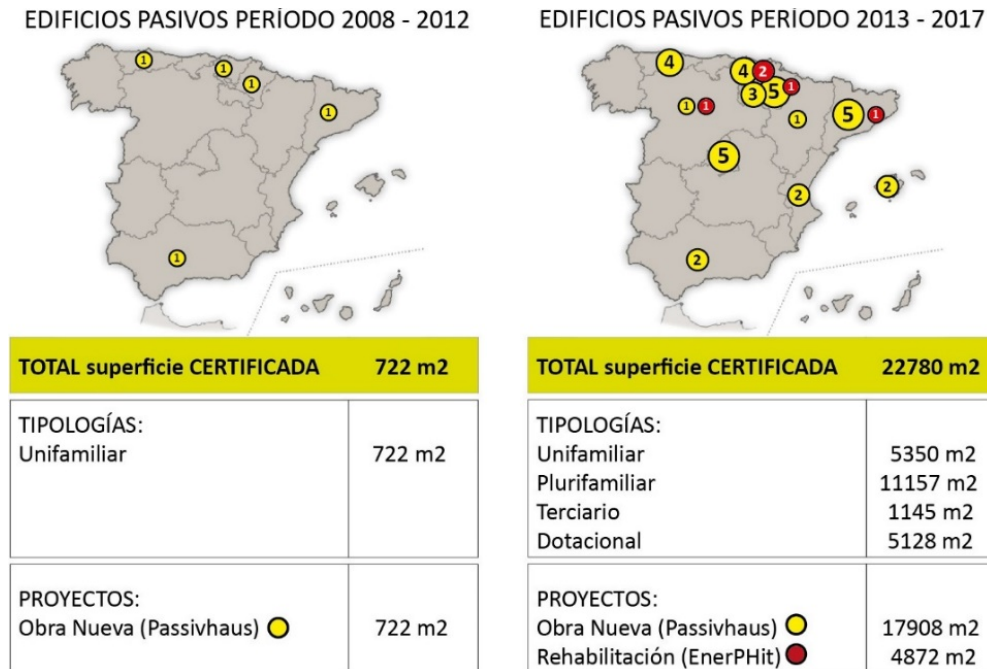 EDIFICIOS PASIVOS PERÍODO 2008 - 2012
1
1
1
1
1
TOTAL superficie CERTIFICADA 722 m2
TIPOLOGÍAS:
Unifamiliar 722 m2
PROYECTOS:
Obra Nueva (Passivhaus) 722 m2
EDIFICIOS PASIVOS PERÍODO 2013 - 2017
4
4
2
3
5
1
1
1
1
5
1
5
2
2
2
TOTAL superficie CERTIFICADA 22780 m2
TIPOLOGÍAS:
Unifamiliar 5350 m2
Plurifamiliar 11157 m2
Terciario 1145 m2
Dotacional 5128 m2
PROYECTOS:
Obra Nueva (Passivhaus) 17908 m2
Rehabilitación (EnerPHit) 4872 m2